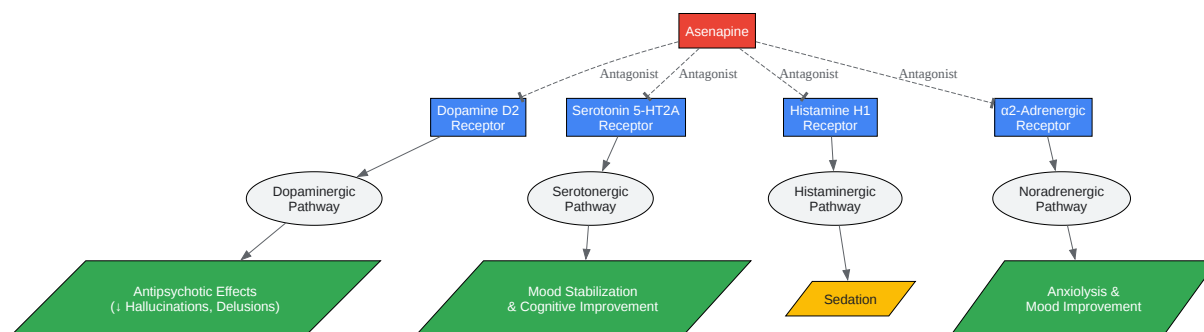 Asenapine
Antagonist
Antagonist
Antagonist
Antagonist
Dopamine D2
Receptor
Serotonin 5-HT2A
Receptor
Histamine H1
Receptor
α2-Adrenergic
Receptor
Dopaminergic
Pathway
Serotonergic
Pathway
Histaminergic
Pathway
Noradrenergic
Pathway
Antipsychotic Effects
(↓ Hallucinations, Delusions)
Mood Stabilization
& Cognitive Improvement
Sedation
Anxiolysis &
Mood Improvement